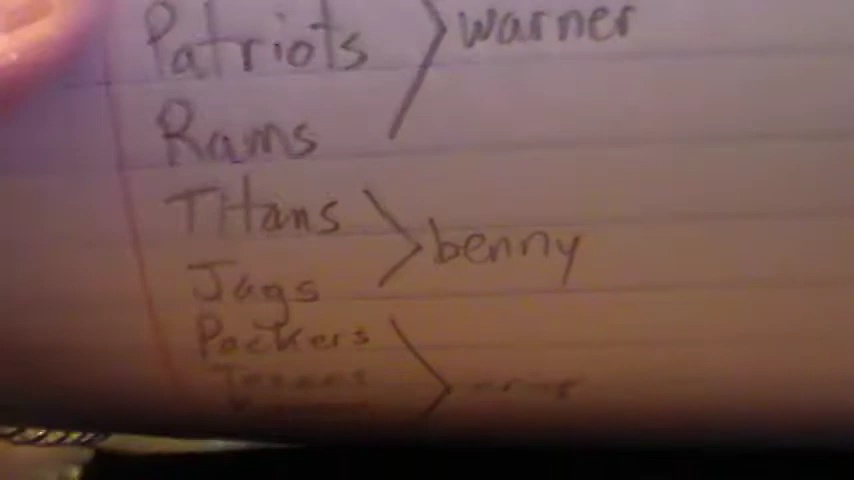 Patriots
warner
Rams
Titans
benny
Jags
Packers